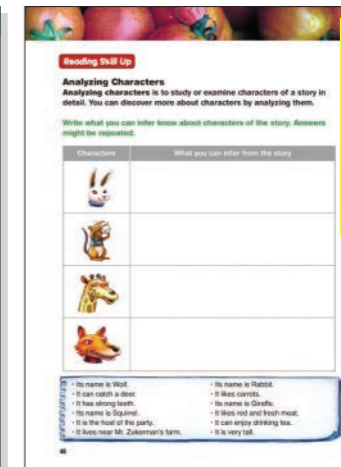 Reading Skill Up
Analyzing Characters
Analyzing characters is to study or examine characters of a story in
detail. You can discover more about characters by analyzing them.
Write what you can infer know about characters of the story. Answers
might be repeated.
Characters What you can infer from the story
• Its name is Wolf.
• It can catch a deer.
• It has strong teeth.
• Its name is Squirrel.
• It is the host of the party.
• It lives near Mr. Zukerman's farm.
• Its name is Rabbit.
• It likes carrots.
• Its name is Giraffe.
• It likes red and fresh meat.
• It can enjoy drinking tea.
• It is very tall.